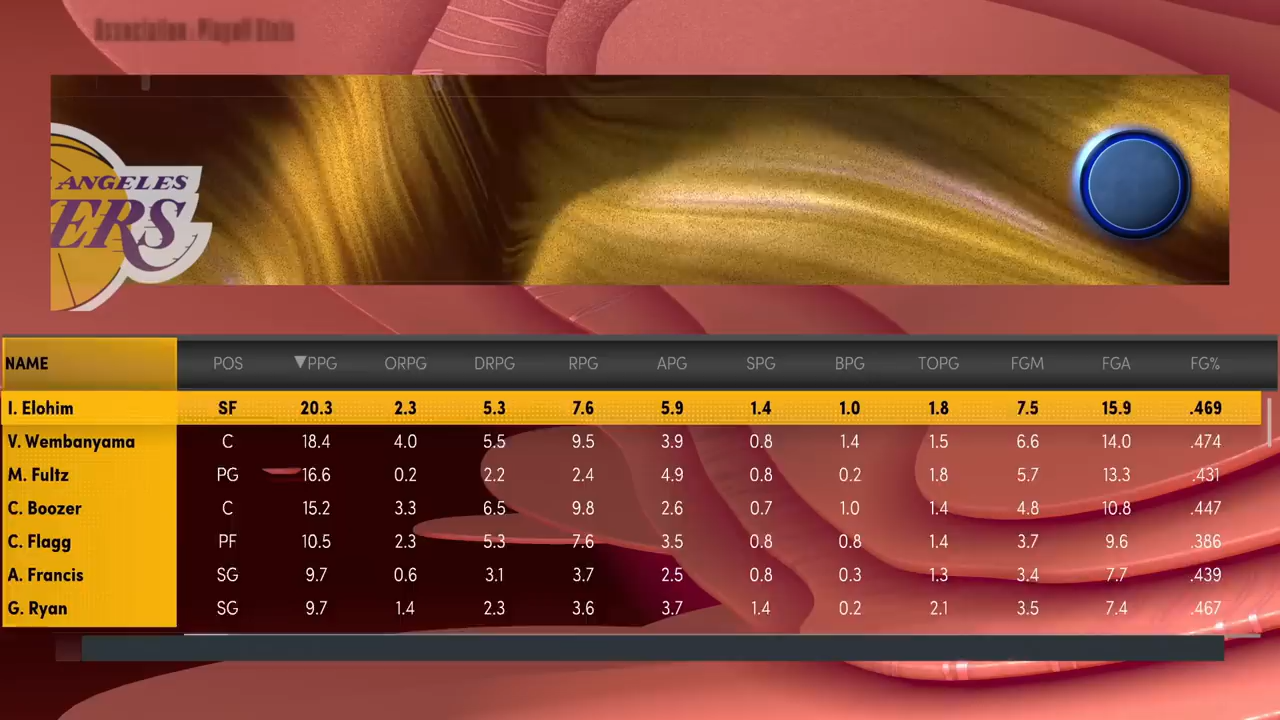 Association : Playoff Stats
ANGELES
ERS
NAME POS ▼PPG ORPG DRPG RPG APG SPG BPG TOPG FGM FGA FG%
I. Elohim SF 20.3 2.3 5.3 7.6 5.9 1.4 1.0 1.8 7.5 15.9 .469
V. Wembanyama C 18.4 4.0 5.5 9.5 3.9 0.8 1.4 1.5 6.6 14.0 .474
M. Fultz PG 16.6 0.2 2.2 2.4 4.9 0.8 0.2 1.8 5.7 13.3 .431
C. Boozer C 15.2 3.3 6.5 9.8 2.6 0.7 1.0 1.4 4.8 10.8 .447
C. Flagg PF 10.5 2.3 5.3 7.6 3.5 0.8 0.8 1.4 3.7 9.6 .386
A. Francis SG 9.7 0.6 3.1 3.7 2.5 0.8 0.3 1.3 3.4 7.7 .439
G. Ryan SG 9.7 1.4 2.3 3.6 3.7 1.4 0.2 2.1 3.5 7.4 .467